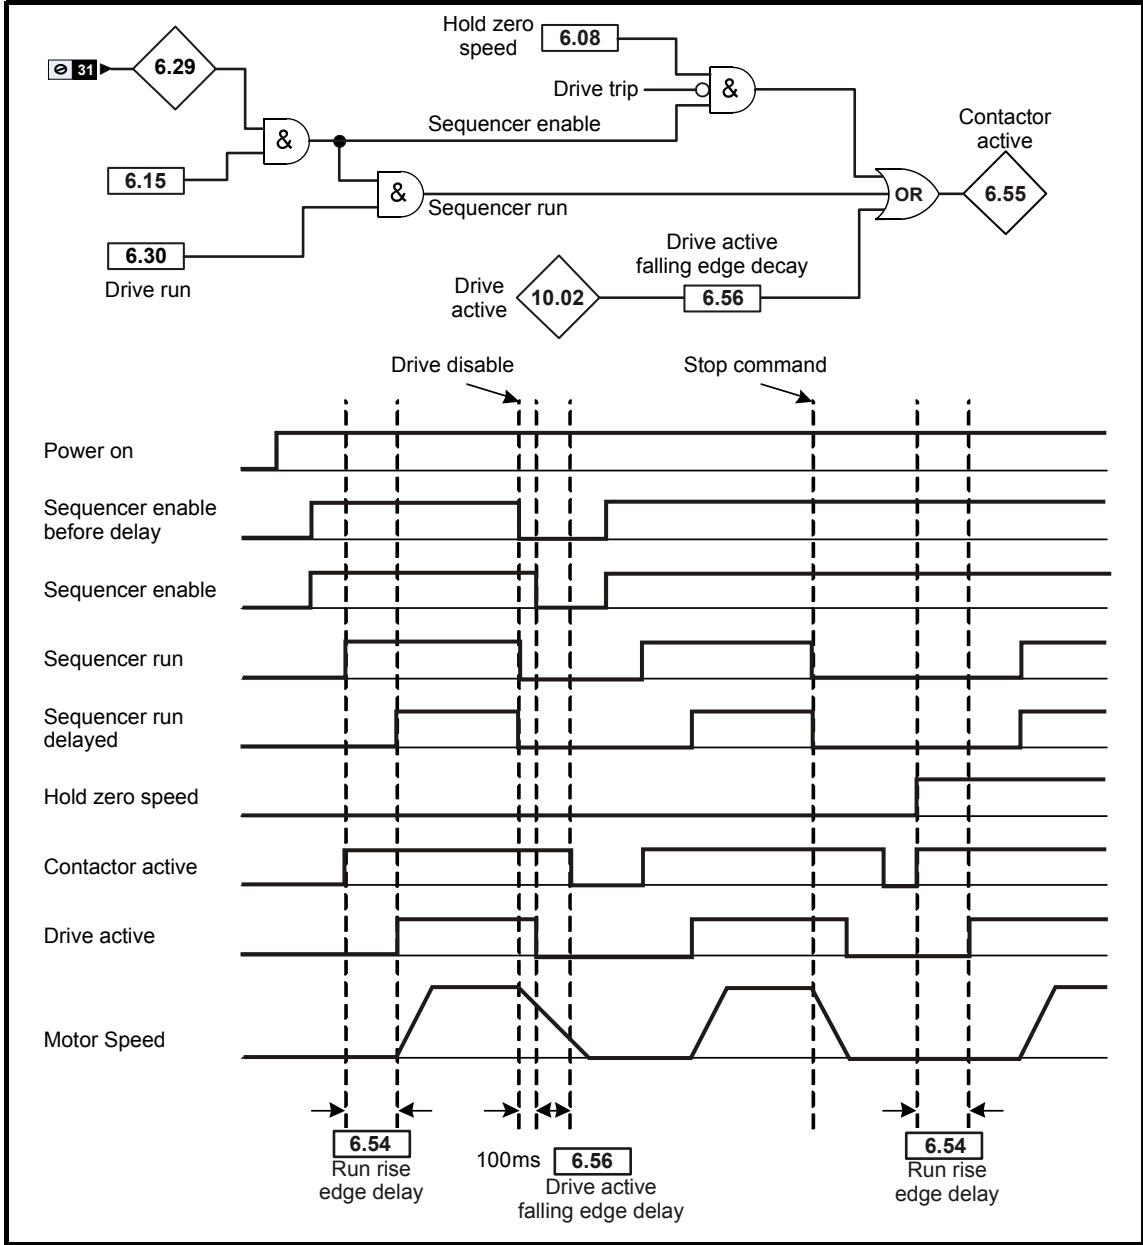 Hold zero
speed
6.08
31
6.29
&
Drive trip
&
Sequencer enable
Contactor
active
6.15
&
OR
6.55
Sequencer run
6.30
Drive run
Drive active
falling edge decay
Drive
active
10.02
6.56
Drive disable
Stop command
Power on
Sequencer enable
before delay
Sequencer enable
Sequencer run
Sequencer run
delayed
Hold zero speed
Contactor active
Drive active
Motor Speed
6.54
Run rise
edge delay
100ms
6.56
Drive active
falling edge delay
6.54
Run rise
edge delay